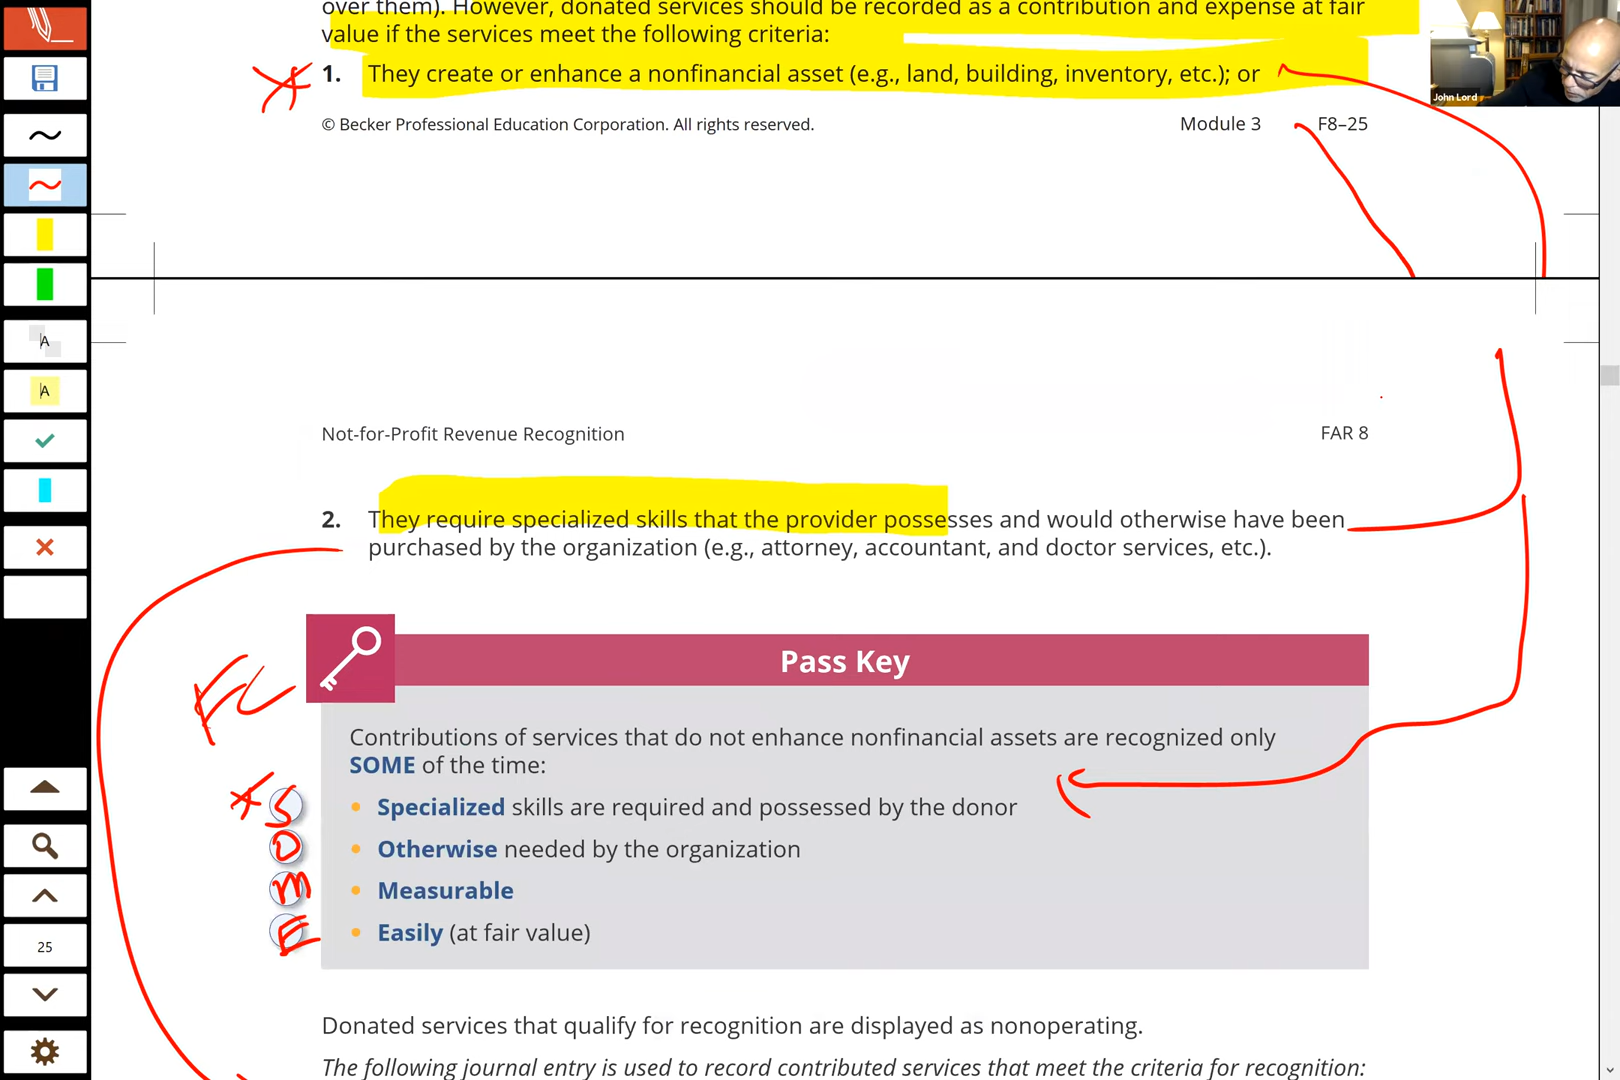 over them). However, donated services should be recorded as a contribution and expense at fair
value if the services meet the following criteria:
1. They create or enhance a nonfinancial asset (e.g., land, building, inventory, etc.); or
John Lord
© Becker Professional Education Corporation. All rights reserved.
Module 3
F8–25
A
A
Not-for-Profit Revenue Recognition
FAR 8
2. They require specialized skills that the provider possesses and would otherwise have been
purchased by the organization (e.g., attorney, accountant, and doctor services, etc.).
Pass Key
FC
Contributions of services that do not enhance nonfinancial assets are recognized only
SOME of the time:
S
• Specialized skills are required and possessed by the donor
O
• Otherwise needed by the organization
m
• Measurable
E
• Easily (at fair value)
25
Donated services that qualify for recognition are displayed as nonoperating.
The following journal entry is used to record contributed services that meet the criteria for recognition: